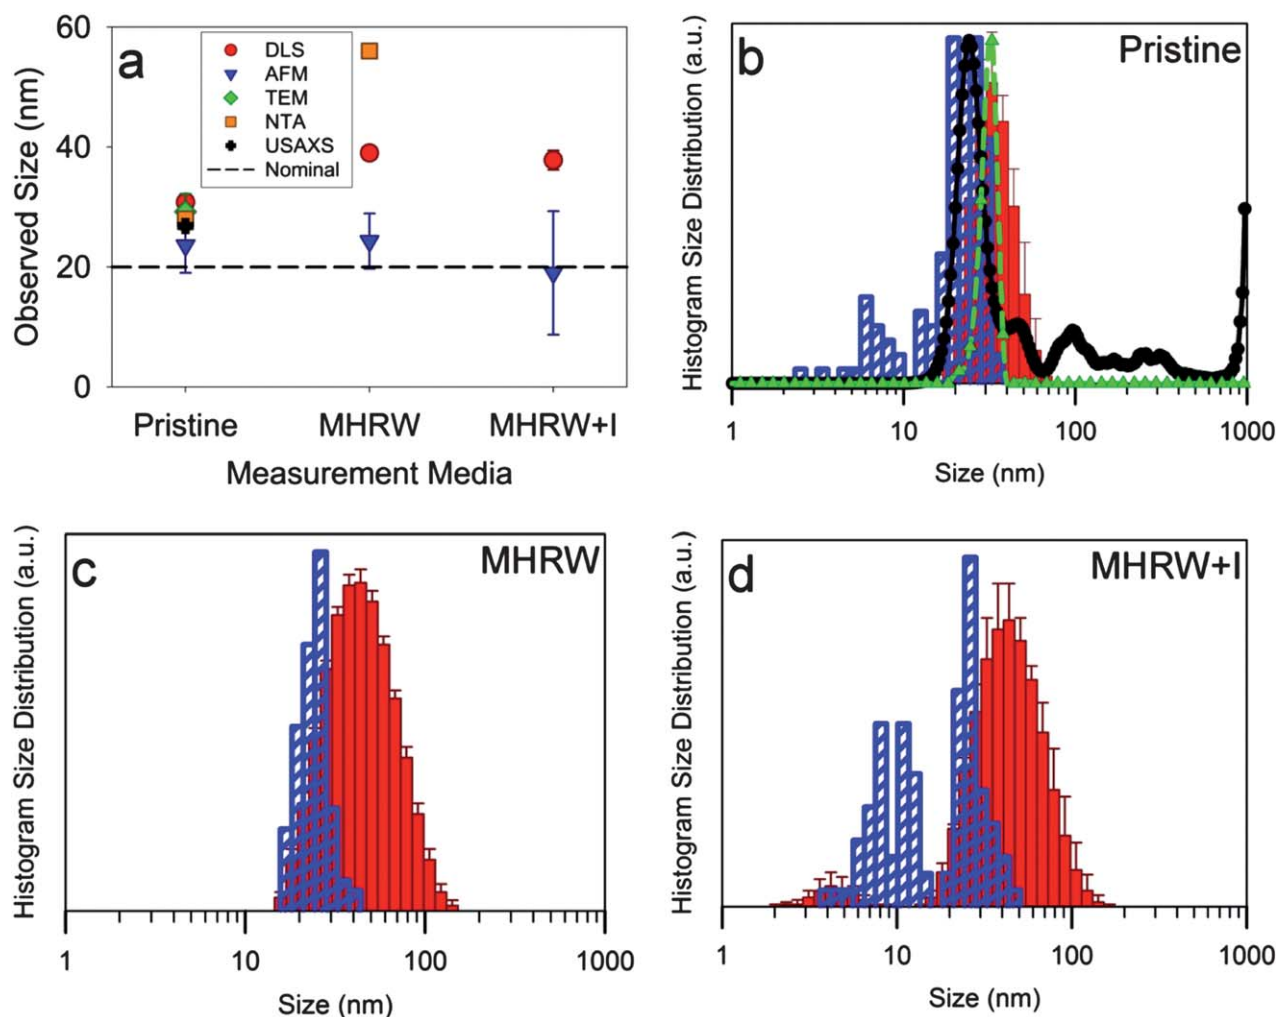 a
Observed Size (nm)
60
40
20
0
DLS
AFM
TEM
NTA
USAXS
Nominal
Pristine MHRW MHRW+I
Measurement Media
b
Pristine
Histogram Size Distribution (a.u.)
1 10 100 1000
Size (nm)
c
MHRW
Histogram Size Distribution (a.u.)
1 10 100 1000
Size (nm)
d
MHRW+I
Histogram Size Distribution (a.u.)
1 10 100 1000
Size (nm)